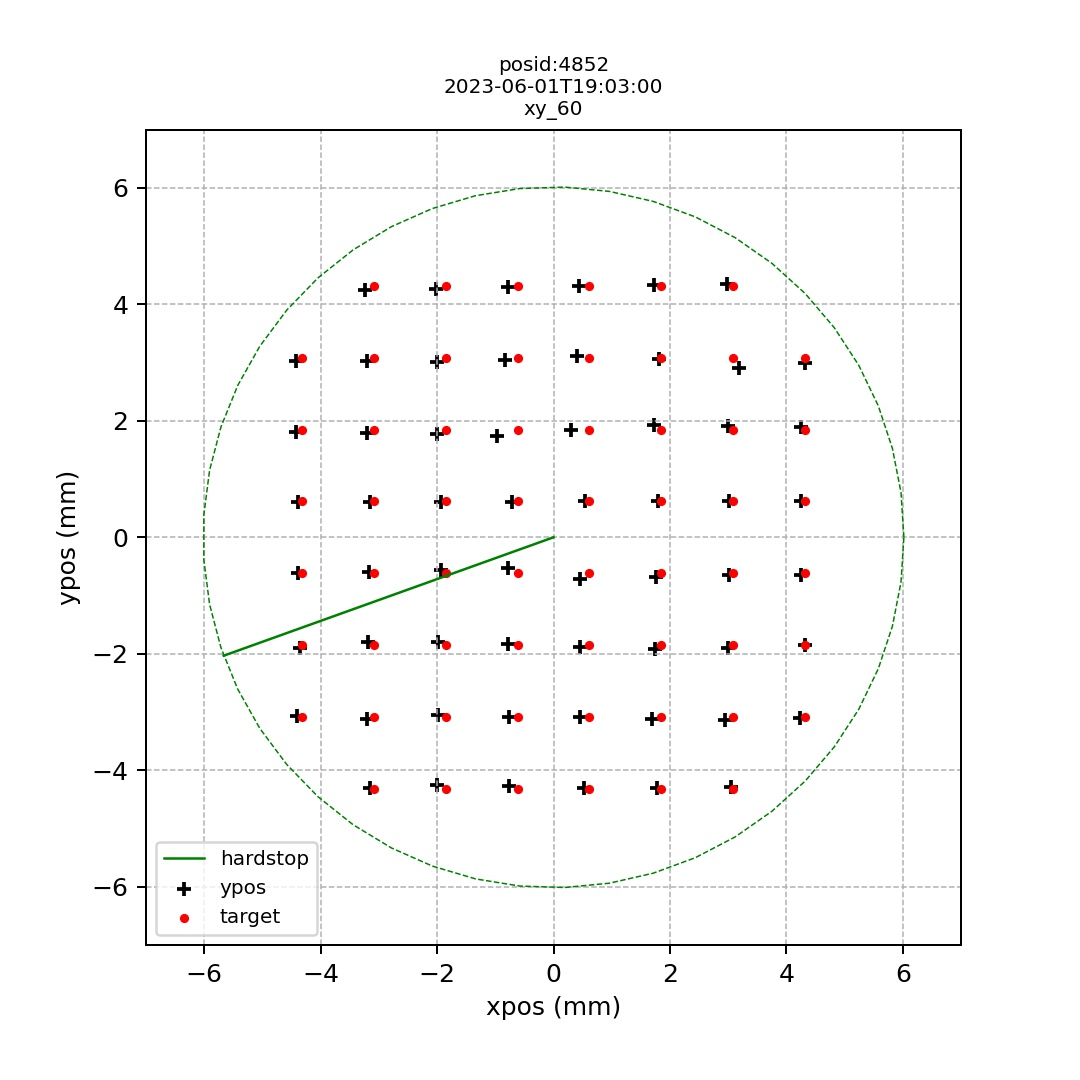 posid:4852
2023-06-01T19:03:00
xy_60
6
4
2
0
−2
−4
−6
ypos (mm)
hardstop
ypos
target
−6 −4 −2 0 2 4 6
xpos (mm)